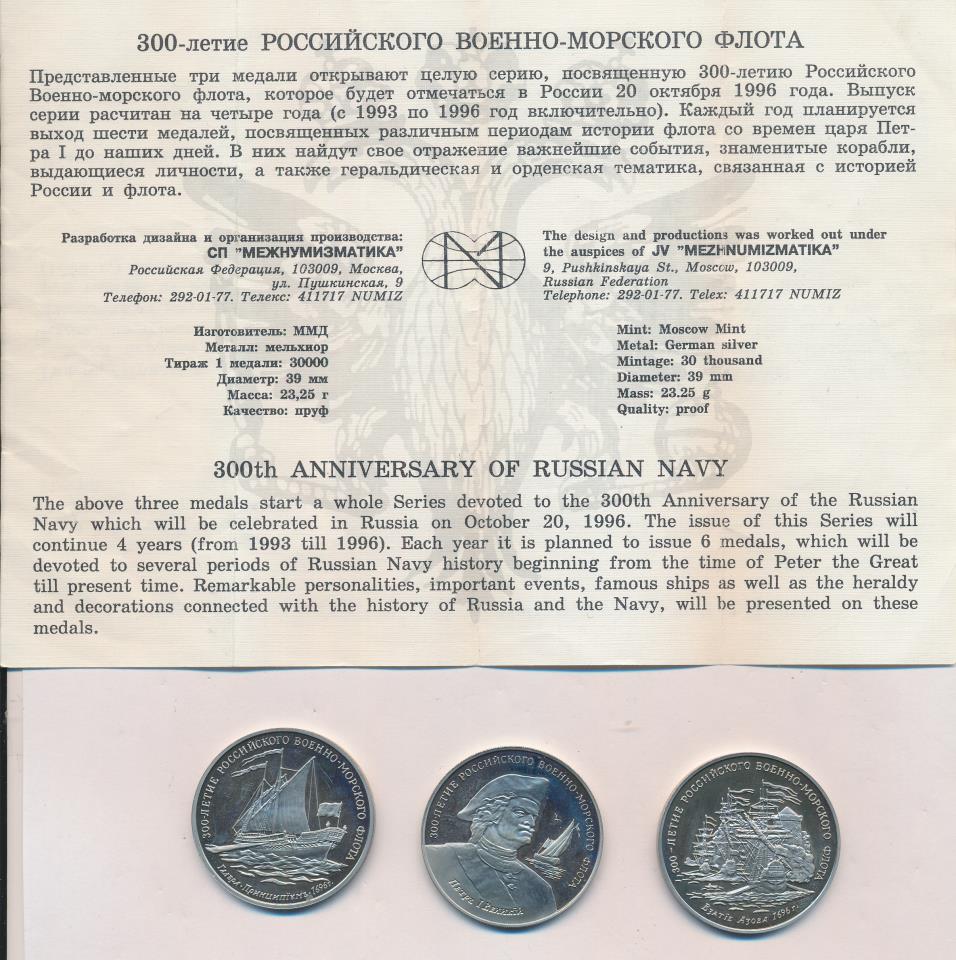 300-летие РОССИЙСКОГО ВОЕННО-МОРСКОГО ФЛОТА
Представленные три медали открывают целую серию, посвященную 300-летию Российского
Военно-морского флота, которое будет отмечаться в России 20 октября 1996 года. Выпуск
серии расчитан на четыре года (с 1993 по 1996 год включительно). Каждый год планируется
выход шести медалей, посвященных различным периодам истории флота со времен царя Пет-
ра I до наших дней. В них найдут свое отражение важнейшие события, знаменитые корабли,
выдающиеся личности, а также геральдическая и орденская тематика, связанная с историей
России и флота.
Разработка дизайна и организация производства:
СП "МЕЖНУМИЗМАТИКА"
Российская Федерация, 103009, Москва,
ул. Пушкинская, 9
Телефон: 292-01-77. Телекс: 411717 NUMIZ
The design and productions was worked out under
the auspices of JV "MEZHNUMIZMATIKA"
9, Pushkinskaya St., Moscow, 103009,
Russian Federation
Telephone: 292-01-77. Telex: 411717 NUMIZ
Изготовитель: ММД
Металл: мельхиор
Тираж 1 медали: 30000
Диаметр: 39 мм
Масса: 23,25 г
Качество: пруф
Mint: Moscow Mint
Metal: German silver
Mintage: 30 thousand
Diameter: 39 mm
Mass: 23.25 g
Quality: proof
300th ANNIVERSARY OF RUSSIAN NAVY
The above three medals start a whole Series devoted to the 300th Anniversary of the Russian
Navy which will be celebrated in Russia on October 20, 1996. The issue of this Series will
continue 4 years (from 1993 till 1996). Each year it is planned to issue 6 medals, which will be
devoted to several periods of Russian Navy history beginning from the time of Peter the Great
till present time. Remarkable personalities, important events, famous ships as well as the heraldy
and decorations connected with the history of Russia and the Navy, will be presented on these
medals.
300-ЛЕТИЕ РОССИЙСКОГО ВОЕННО-МОРСКОГО ФЛОТА
Галера-Принципiумъ-1696г.
300-ЛЕТИЕ РОССИЙСКОГО ВОЕННО-МОРСКОГО ФЛОТА
Петръ I Великiй
300-ЛЕТИЕ РОССИЙСКОГО ВОЕННО-МОРСКОГО ФЛОТА
Взятiе Азова 1696 г.